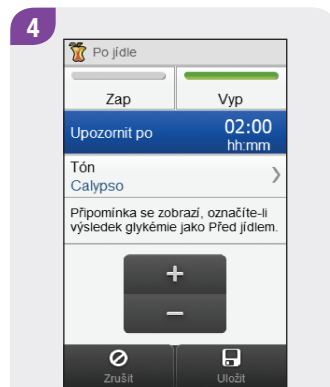 4
Po jídle
Zap
Vyp
Upozornit po
02:00
hh:mm
Tón
Calypso
Připomínka se zobrazí, označíte-li
výsledek glykémie jako Před jídlem.
+
−
Zrušit
Uložit